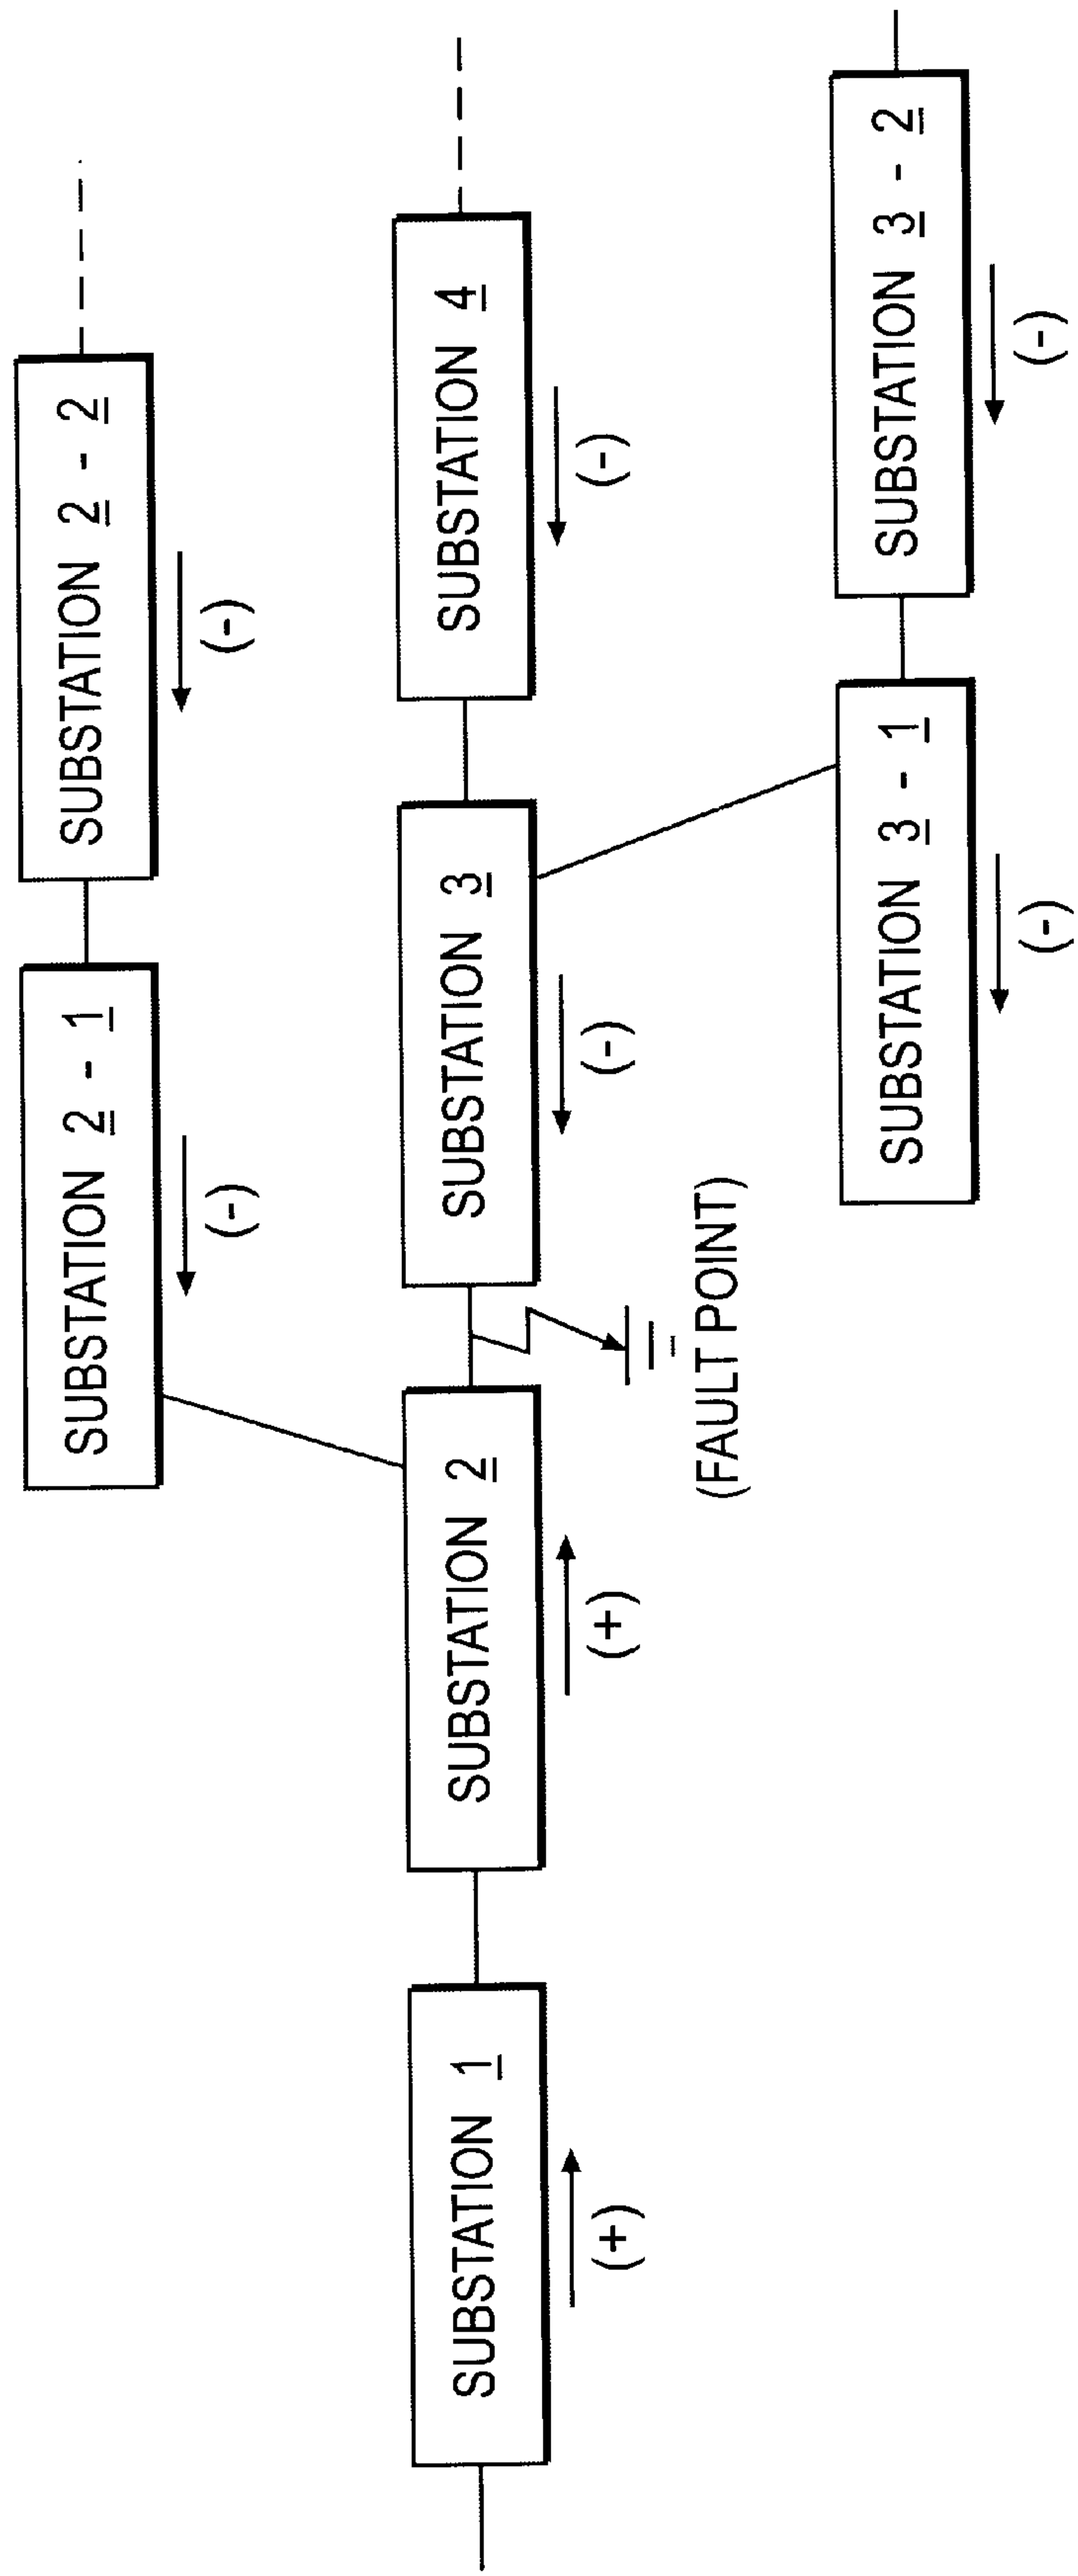 SUBSTATION 2 - 1
(-)
SUBSTATION 2 - 2
(-)
SUBSTATION 1
(+)
SUBSTATION 2
(+)
(FAULT POINT)
SUBSTATION 3
(-)
SUBSTATION 4
(-)
SUBSTATION 3 - 1
(-)
SUBSTATION 3 - 2
(-)